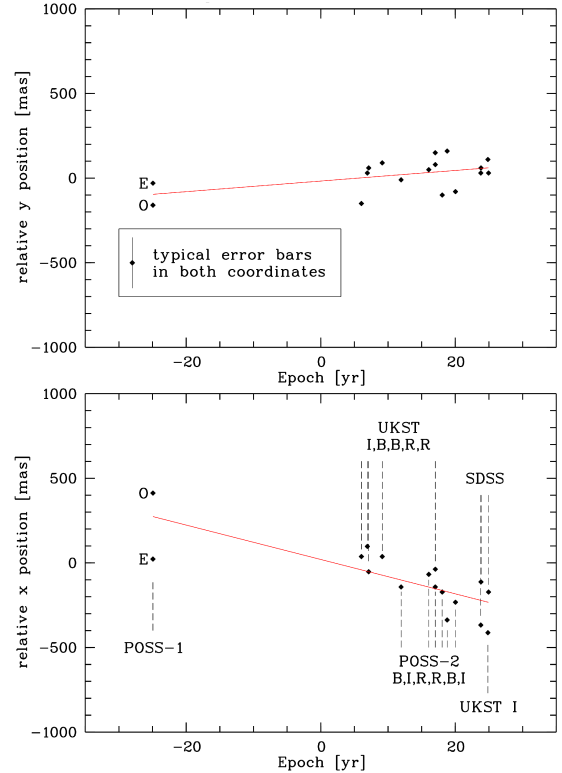 1000
500
0
−500
−1000
relative y position [mas]
E
O
typical error bars
in both coordinates
−20
0
20
Epoch [yr]
1000
500
0
−500
−1000
relative x position [mas]
UKST
I,B,B,R,R
SDSS
O
E
POSS-1
POSS-2
B,I,R,R,B,I
UKST I
−20
0
20
Epoch [yr]